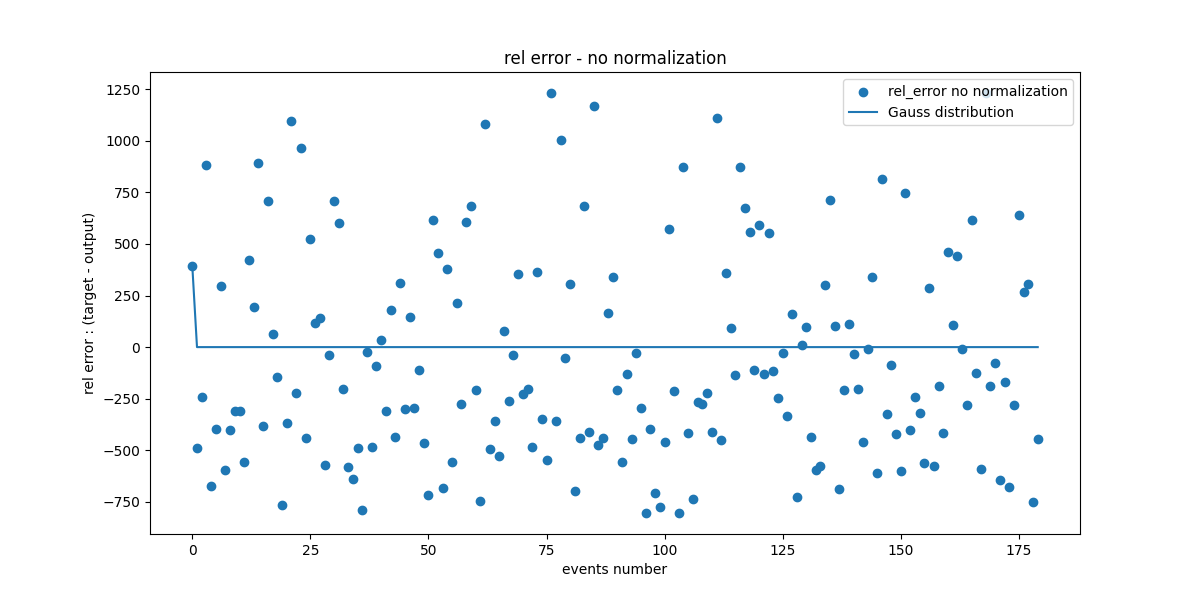 rel error - no normalization
rel_error no normalization
Gauss distribution
rel error : (target - output)
1250
1000
750
500
250
0
−250
−500
−750
0 25 50 75 100 125 150 175
events number